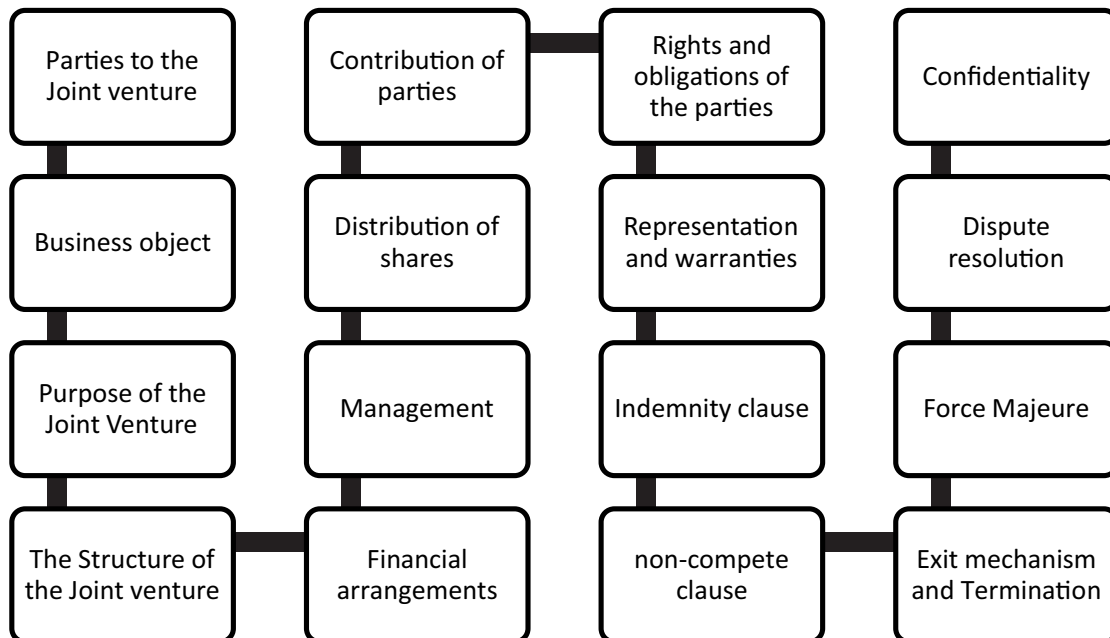 Parties to the
Joint venture
Business object
Purpose of the
Joint Venture
The Structure of
the Joint venture
Financial
arrangements
Management
Distribution of
shares
Contribution of
parties
Rights and
obligations of
the parties
Representation
and warranties
Indemnity clause
non-compete
clause
Exit mechanism
and Termination
Force Majeure
Dispute
resolution
Confidentiality